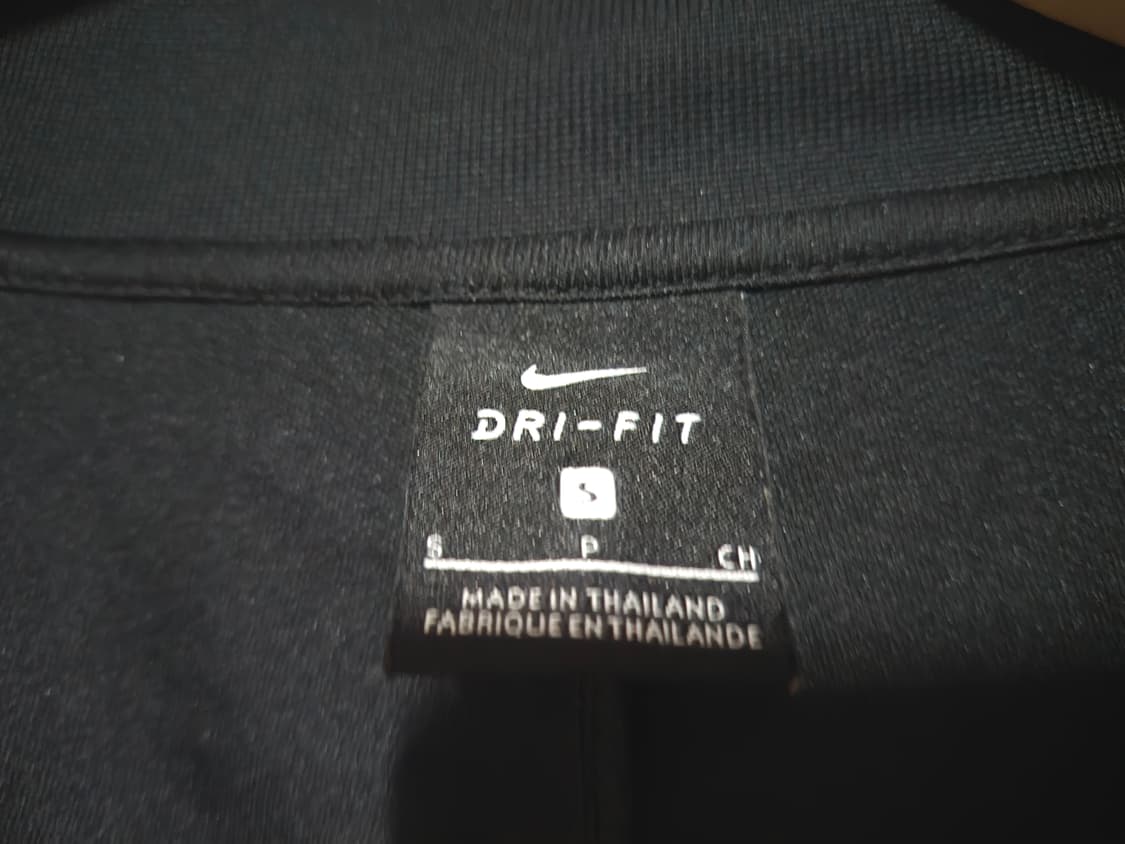 DRI-FIT
S
S P CH
MADE IN THAILAND
FABRIQUE EN THAILANDE